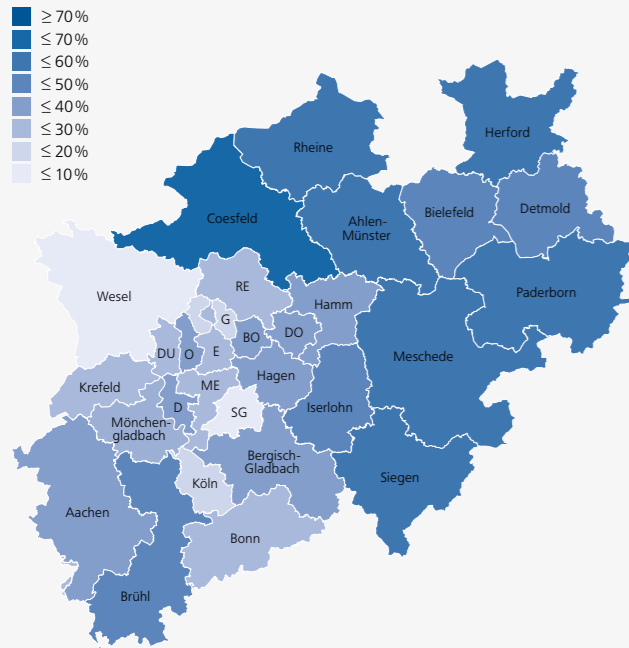 ≥ 70 %
≤ 70 %
≤ 60 %
≤ 50 %
≤ 40 %
≤ 30 %
≤ 20 %
≤ 10 %
Herford
Rheine
Coesfeld
Ahlen-
Münster
Bielefeld
Detmold
Wesel
RE
Hamm
Paderborn
G
DU
O
E
BO
DO
Meschede
Krefeld
ME
Hagen
D
SG
Iserlohn
Mönchen-
gladbach
Bergisch-
Gladbach
Köln
Siegen
Aachen
Bonn
Brühl